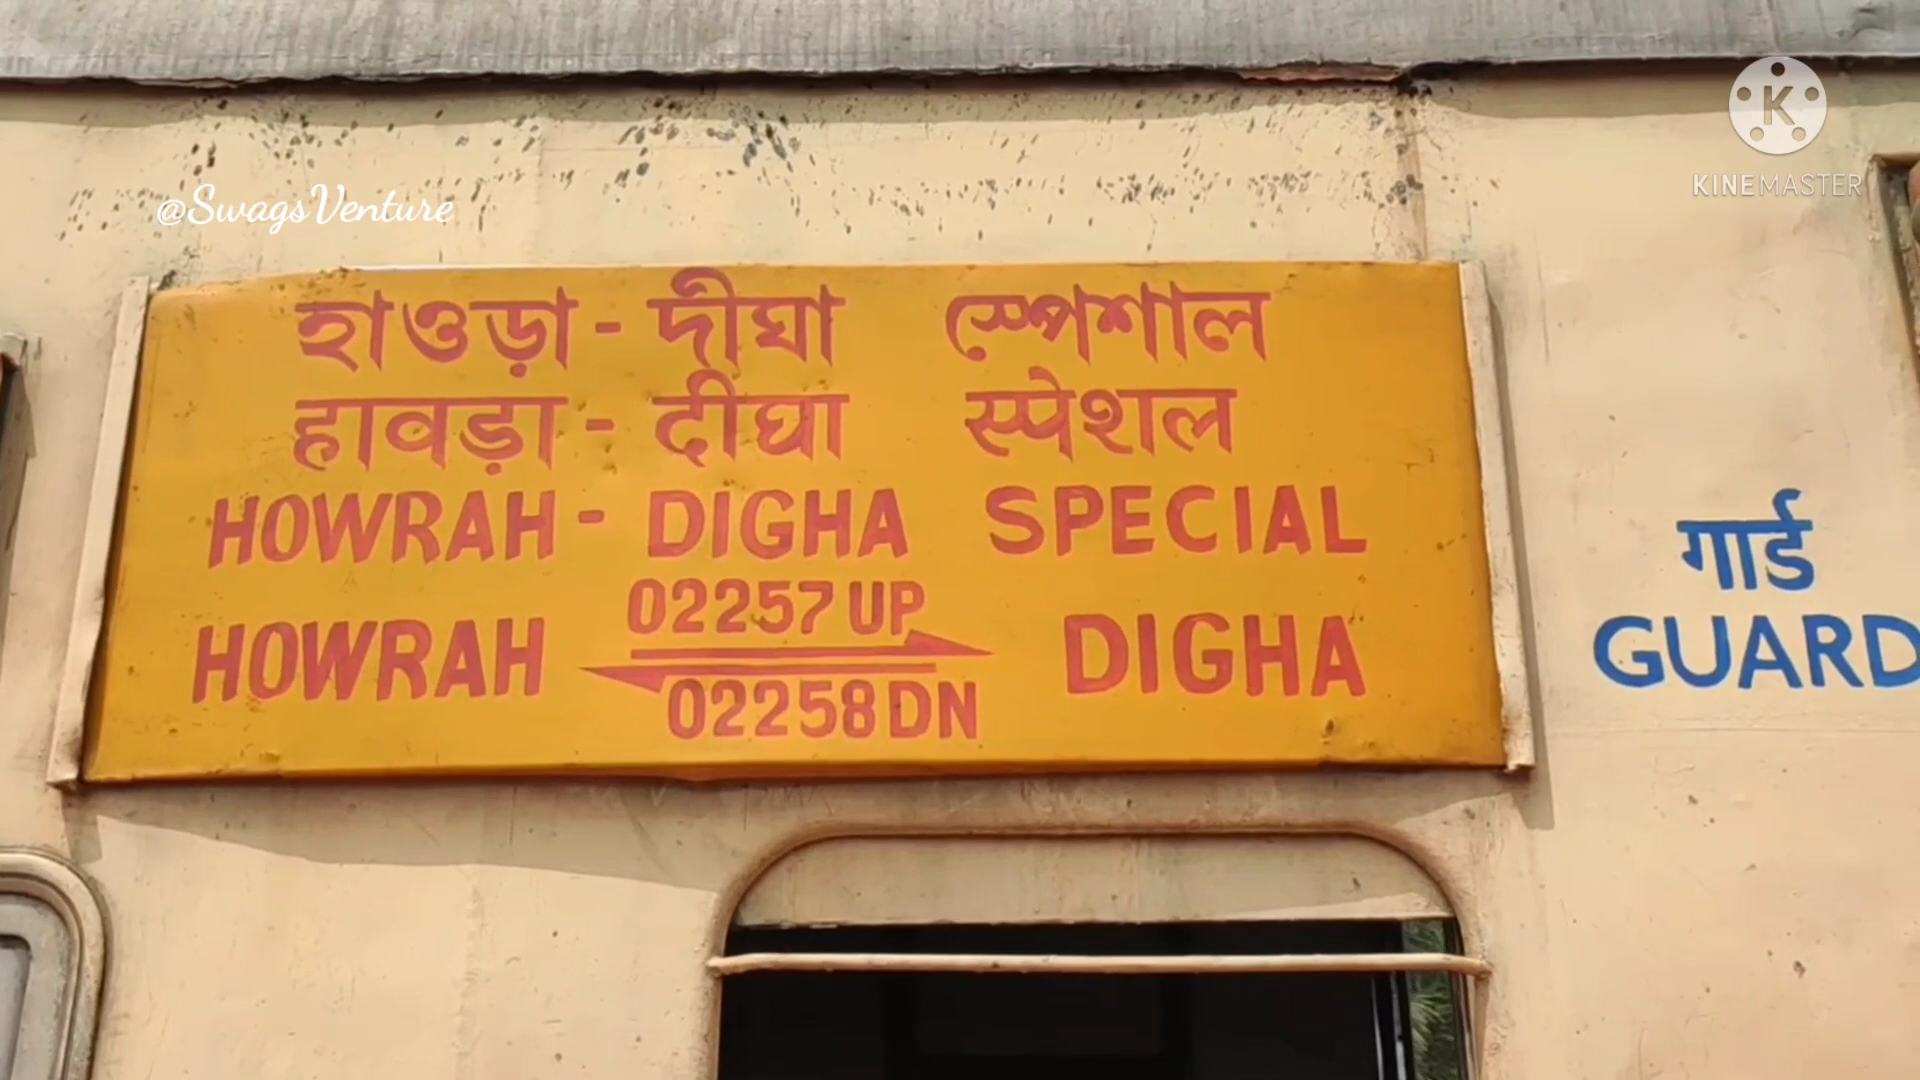 KINEMASTER
@SwagsVenture
হাওড়া - দীঘা স্পেশাল
हावड़ा - दीघा स्पेशल
HOWRAH - DIGHA SPECIAL
02257 UP
HOWRAH DIGHA
02258 DN
गार्ड
GUARD